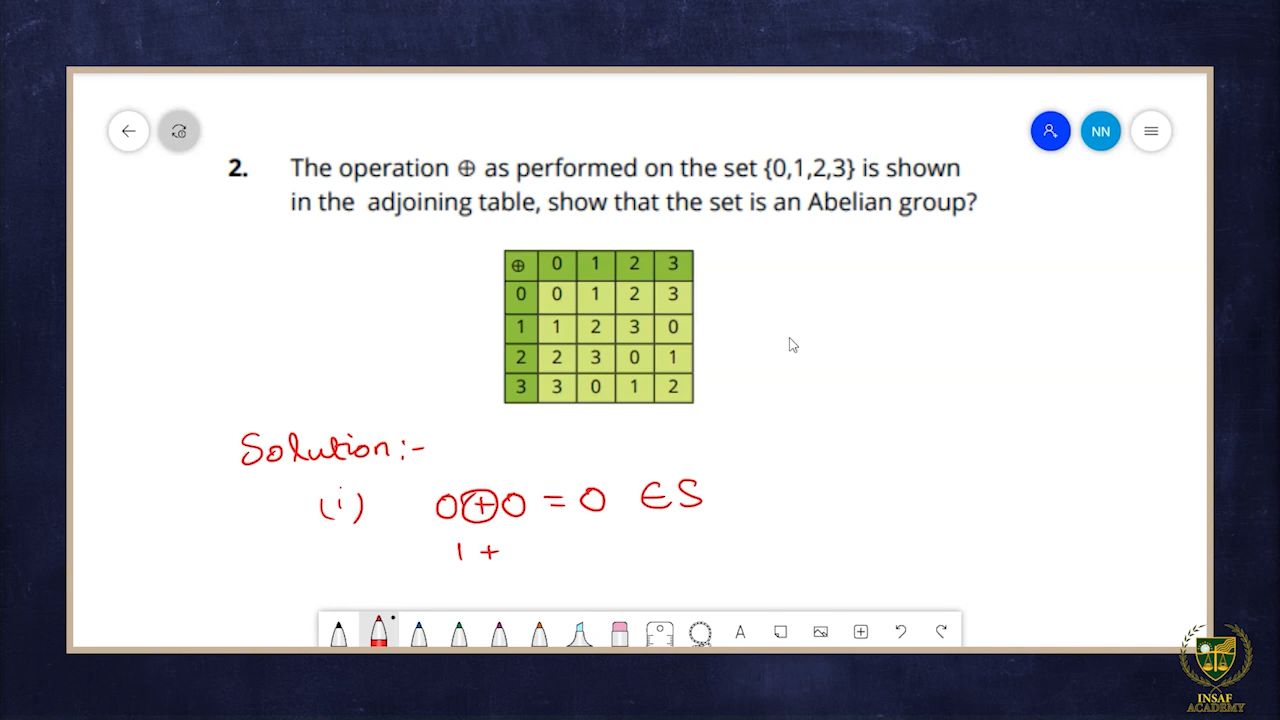 NN
2. The operation ⊕ as performed on the set {0,1,2,3} is shown
in the adjoining table, show that the set is an Abelian group?
⊕ 0 1 2 3
0 0 1 2 3
1 1 2 3 0
2 2 3 0 1
3 3 0 1 2
Solution:-
(i) 0⊕0 = 0 ∈ S
1 +
A
INSAF
ACADEMY